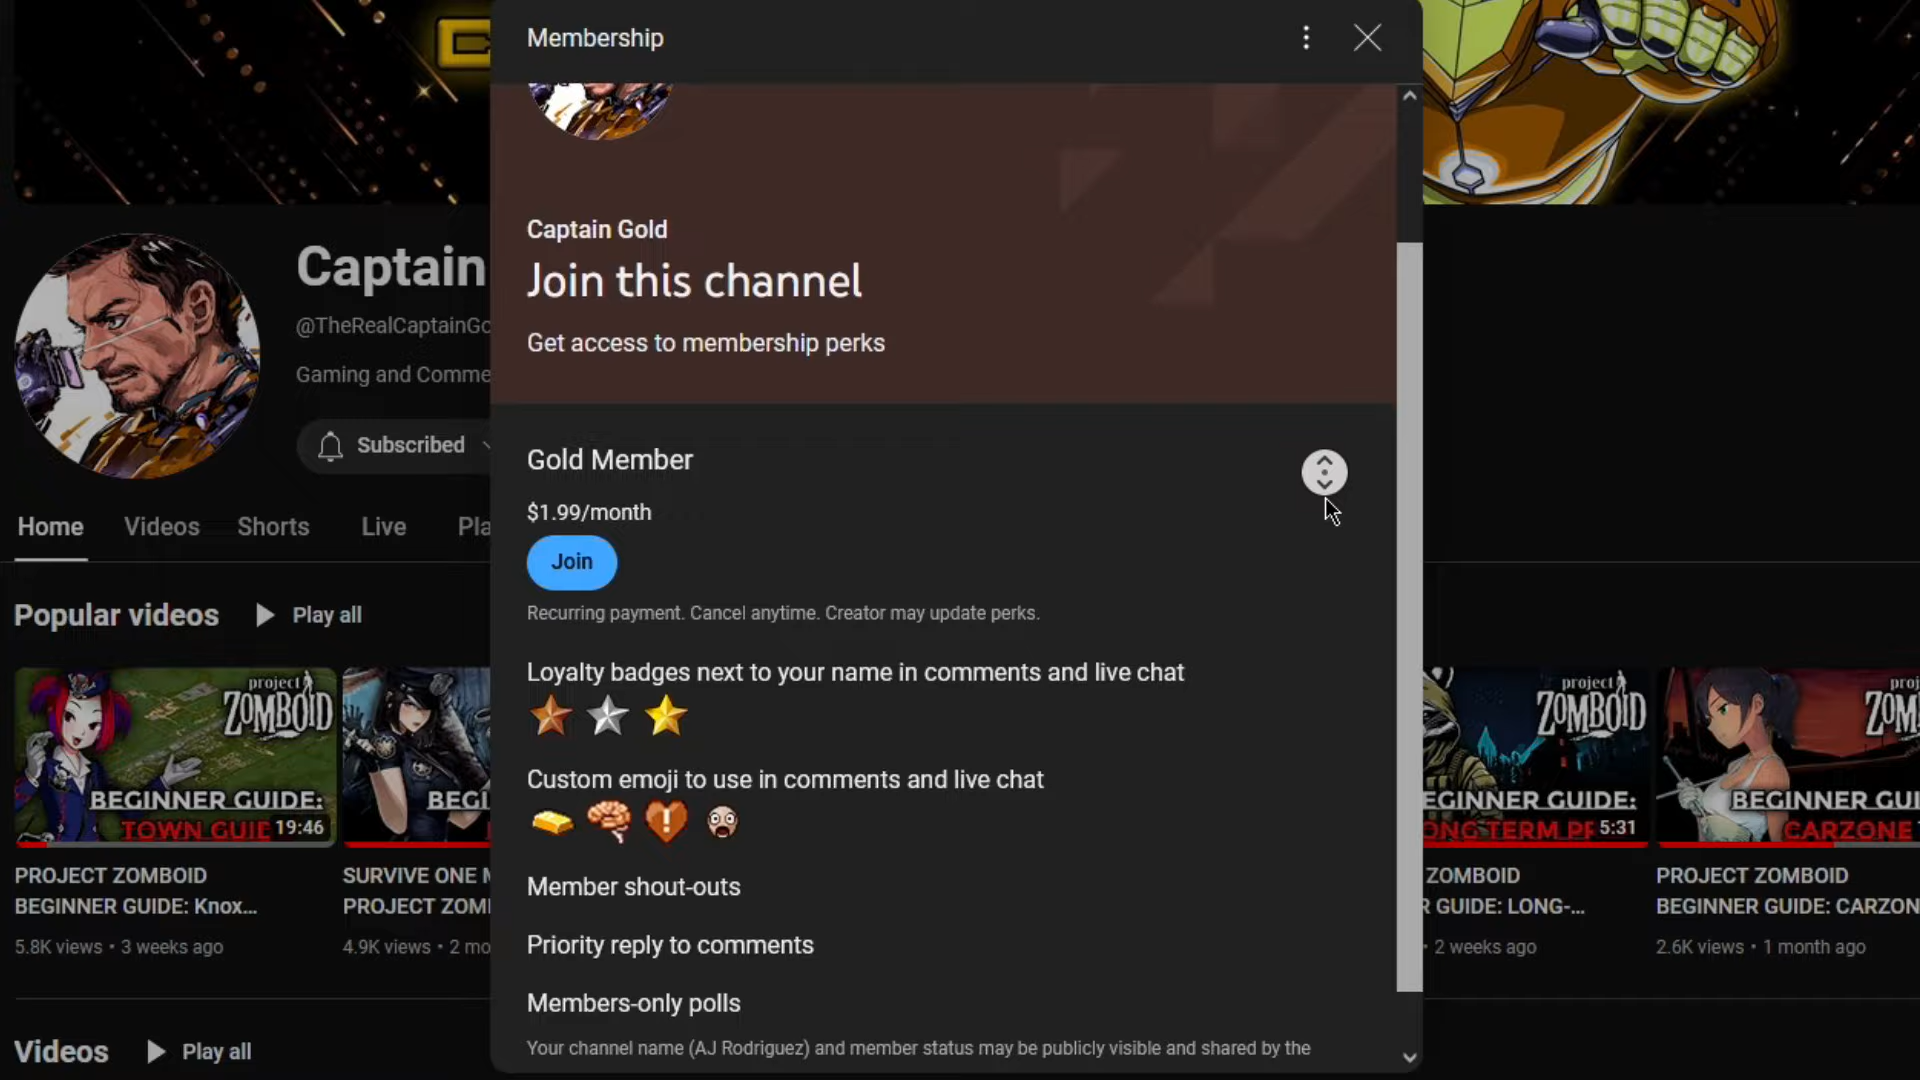 Membership
Captain Gold
Join this channel
Get access to membership perks
Gold Member
$1.99/month
Join
Recurring payment. Cancel anytime. Creator may update perks.
Loyalty badges next to your name in comments and live chat
Custom emoji to use in comments and live chat
Member shout-outs
Priority reply to comments
Members-only polls
Your channel name (AJ Rodriguez) and member status may be publicly visible and shared by the
Captain
@TheRealCaptainGo
Gaming and Comme
Subscribed
Home Videos Shorts Live Pla
Popular videos Play all
project
ZOMBOID
BEGINNER GUIDE:
TOWN GUID 19:46
BEGI
project
ZOMBOID
EGINNER GUIDE:
ONG TERM PR 5:31
proj
ZOM
BEGINNER GUI
CARZONE
PROJECT ZOMBOID
BEGINNER GUIDE: Knox...
5.8K views • 3 weeks ago
SURVIVE ONE M
PROJECT ZOM
4.9K views • 2 mo
ZOMBOID
R GUIDE: LONG-...
• 2 weeks ago
PROJECT ZOMBOID
BEGINNER GUIDE: CARZON
2.6K views • 1 month ago
Videos Play all